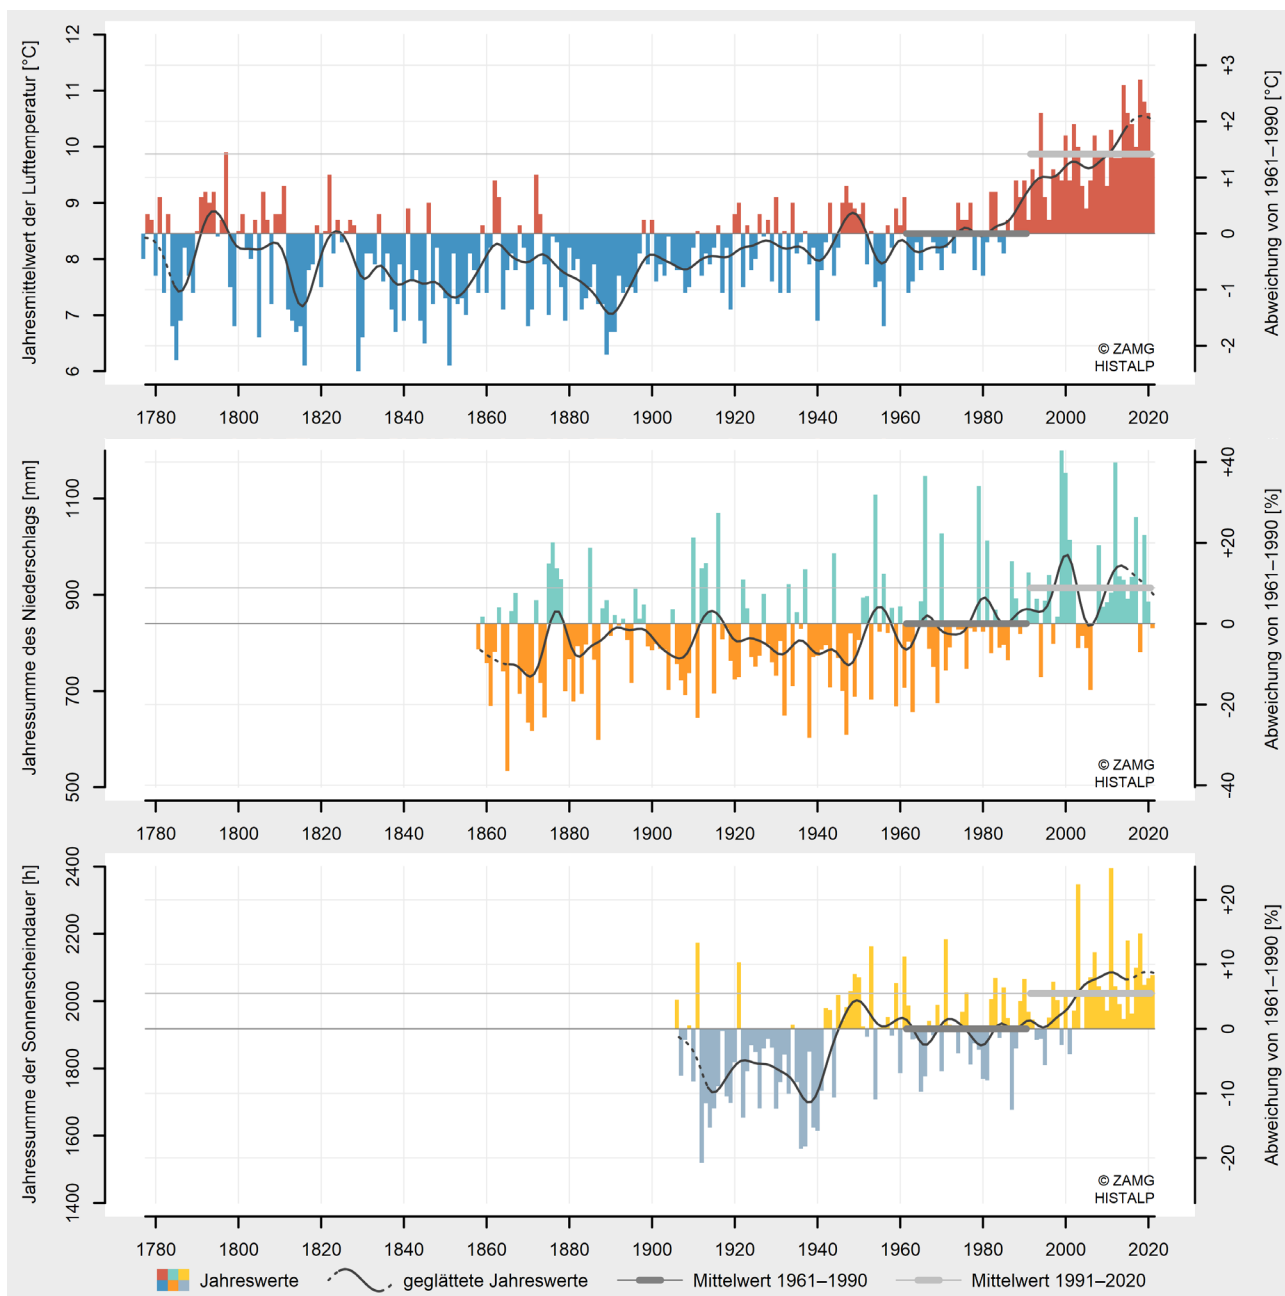 Jahresmittelwert der Lufttemperatur [°C]
12
11
10
9
8
7
6
+3
+2
+1
0
-1
-2
Abweichung von 1961–1990 [°C]
© ZAMG
HISTALP
1780 1800 1820 1840 1860 1880 1900 1920 1940 1960 1980 2000 2020
Jahressumme des Niederschlags [mm]
1100
900
700
500
+40
+20
0
-20
-40
Abweichung von 1961–1990 [%]
© ZAMG
HISTALP
1780 1800 1820 1840 1860 1880 1900 1920 1940 1960 1980 2000 2020
Jahressumme der Sonnenscheindauer [h]
2400
2200
2000
1800
1600
1400
+20
+10
0
-10
-20
Abweichung von 1961–1990 [%]
© ZAMG
HISTALP
1780 1800 1820 1840 1860 1880 1900 1920 1940 1960 1980 2000 2020
Jahreswerte geglättete Jahreswerte Mittelwert 1961–1990 Mittelwert 1991–2020